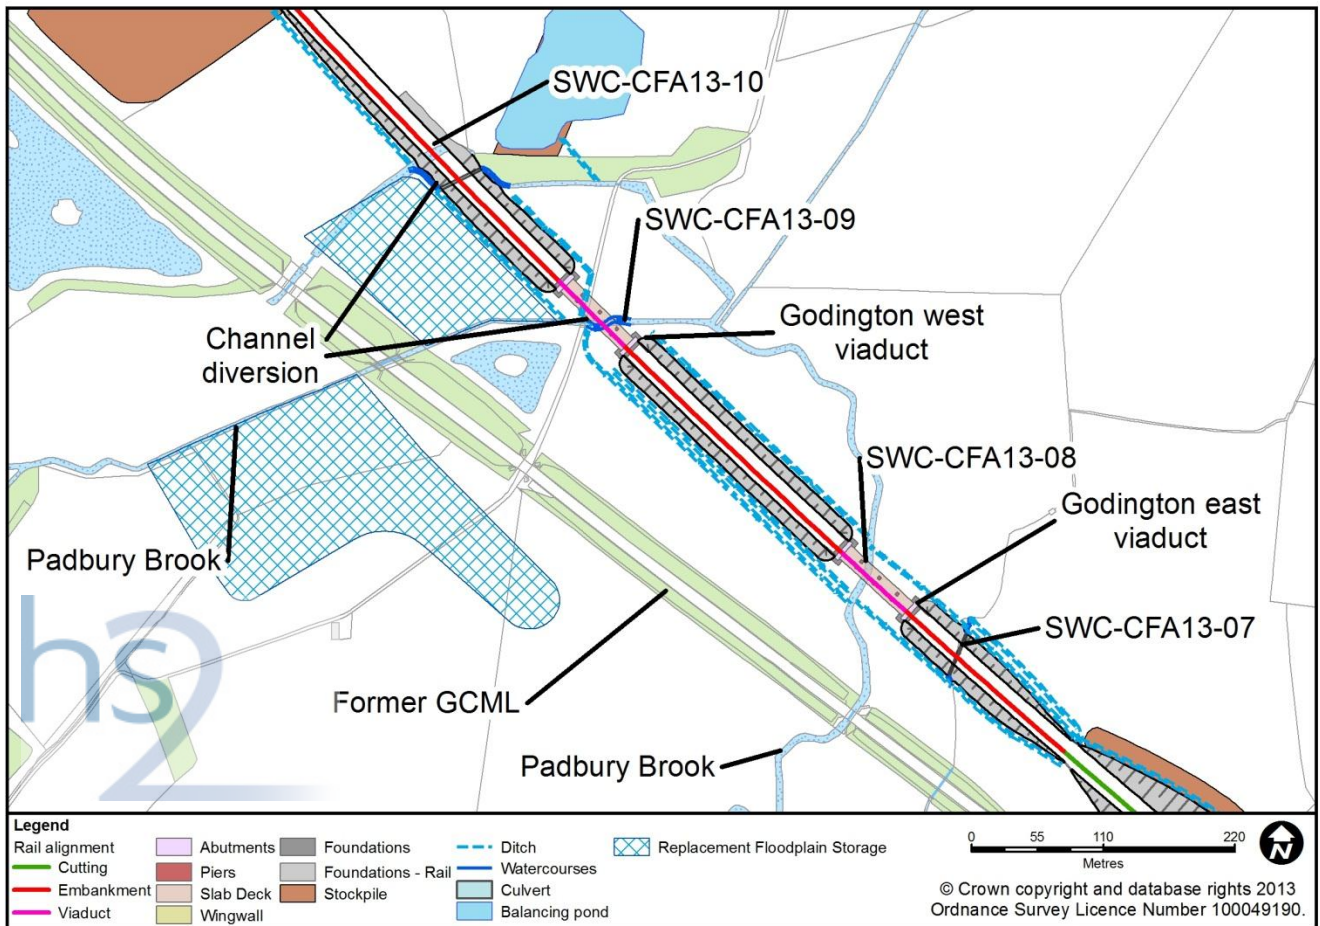 SWC-CFA13-10
SWC-CFA13-09
Channel
diversion
Godington west
viaduct
SWC-CFA13-08
Godington east
viaduct
Padbury Brook
SWC-CFA13-07
Former GCML
Padbury Brook
hs2
Legend
Rail alignment
Cutting
Embankment
Viaduct
Abutments
Piers
Slab Deck
Wingwall
Foundations
Foundations - Rail
Stockpile
Ditch
Watercourses
Culvert
Balancing pond
Replacement Floodplain Storage
0 55 110 220
Metres
N
© Crown copyright and database rights 2013
Ordnance Survey Licence Number 100049190.